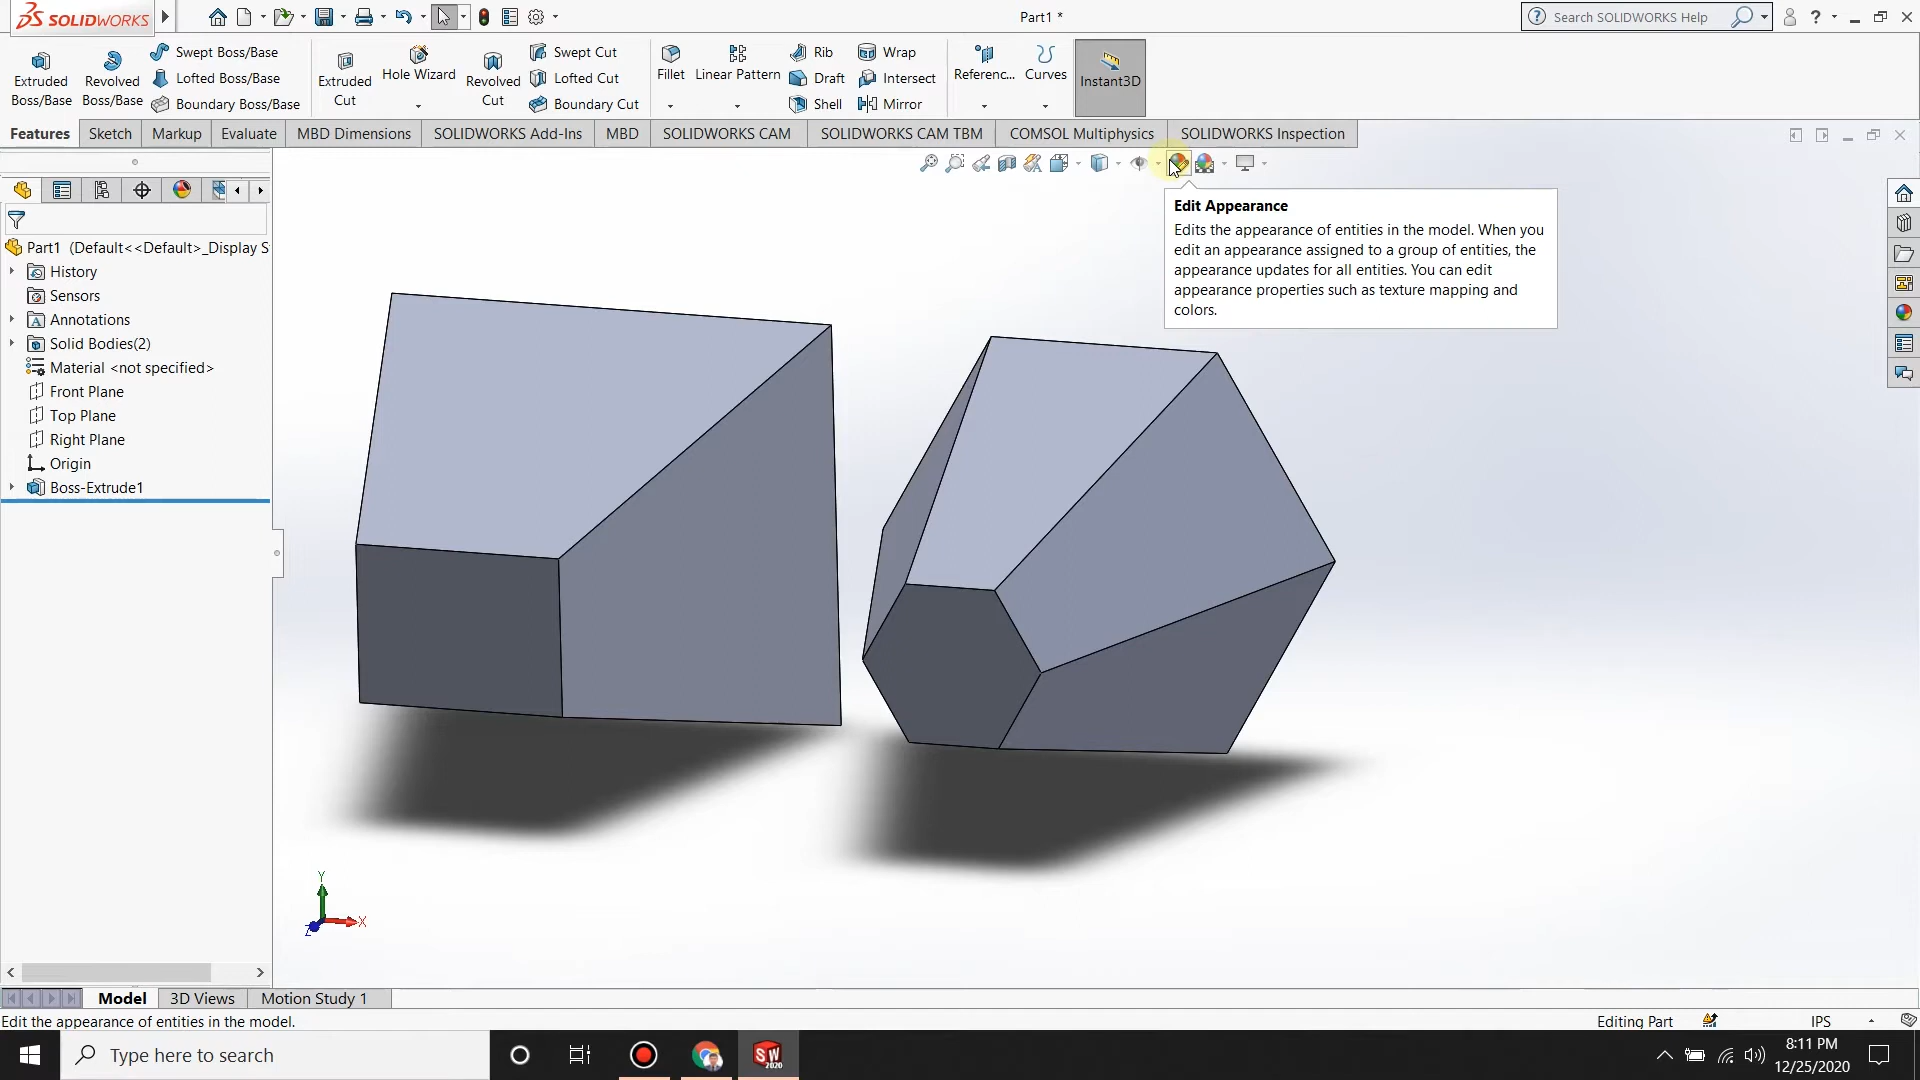 SOLIDWORKS
Part1 *
Search SOLIDWORKS Help
Extruded
Boss/Base
Revolved
Boss/Base
Swept Boss/Base
Lofted Boss/Base
Boundary Boss/Base
Extruded
Cut
Hole Wizard
Revolved
Cut
Swept Cut
Lofted Cut
Boundary Cut
Fillet
Linear Pattern
Rib
Draft
Shell
Wrap
Intersect
Mirror
Referenc...
Curves
Instant3D
Features
Sketch
Markup
Evaluate
MBD Dimensions
SOLIDWORKS Add-Ins
MBD
SOLIDWORKS CAM
SOLIDWORKS CAM TBM
COMSOL Multiphysics
SOLIDWORKS Inspection
Edit Appearance
Edits the appearance of entities in the model. When you
edit an appearance assigned to a group of entities, the
appearance updates for all entities. You can edit
appearance properties such as texture mapping and
colors.
Part1 (Default<<Default>_Display S
History
Sensors
Annotations
Solid Bodies(2)
Material <not specified>
Front Plane
Top Plane
Right Plane
Origin
Boss-Extrude1
Y
X
Z
Model
3D Views
Motion Study 1
Edit the appearance of entities in the model.
Editing Part
IPS
Type here to search
SW
2020
8:11 PM
12/25/2020